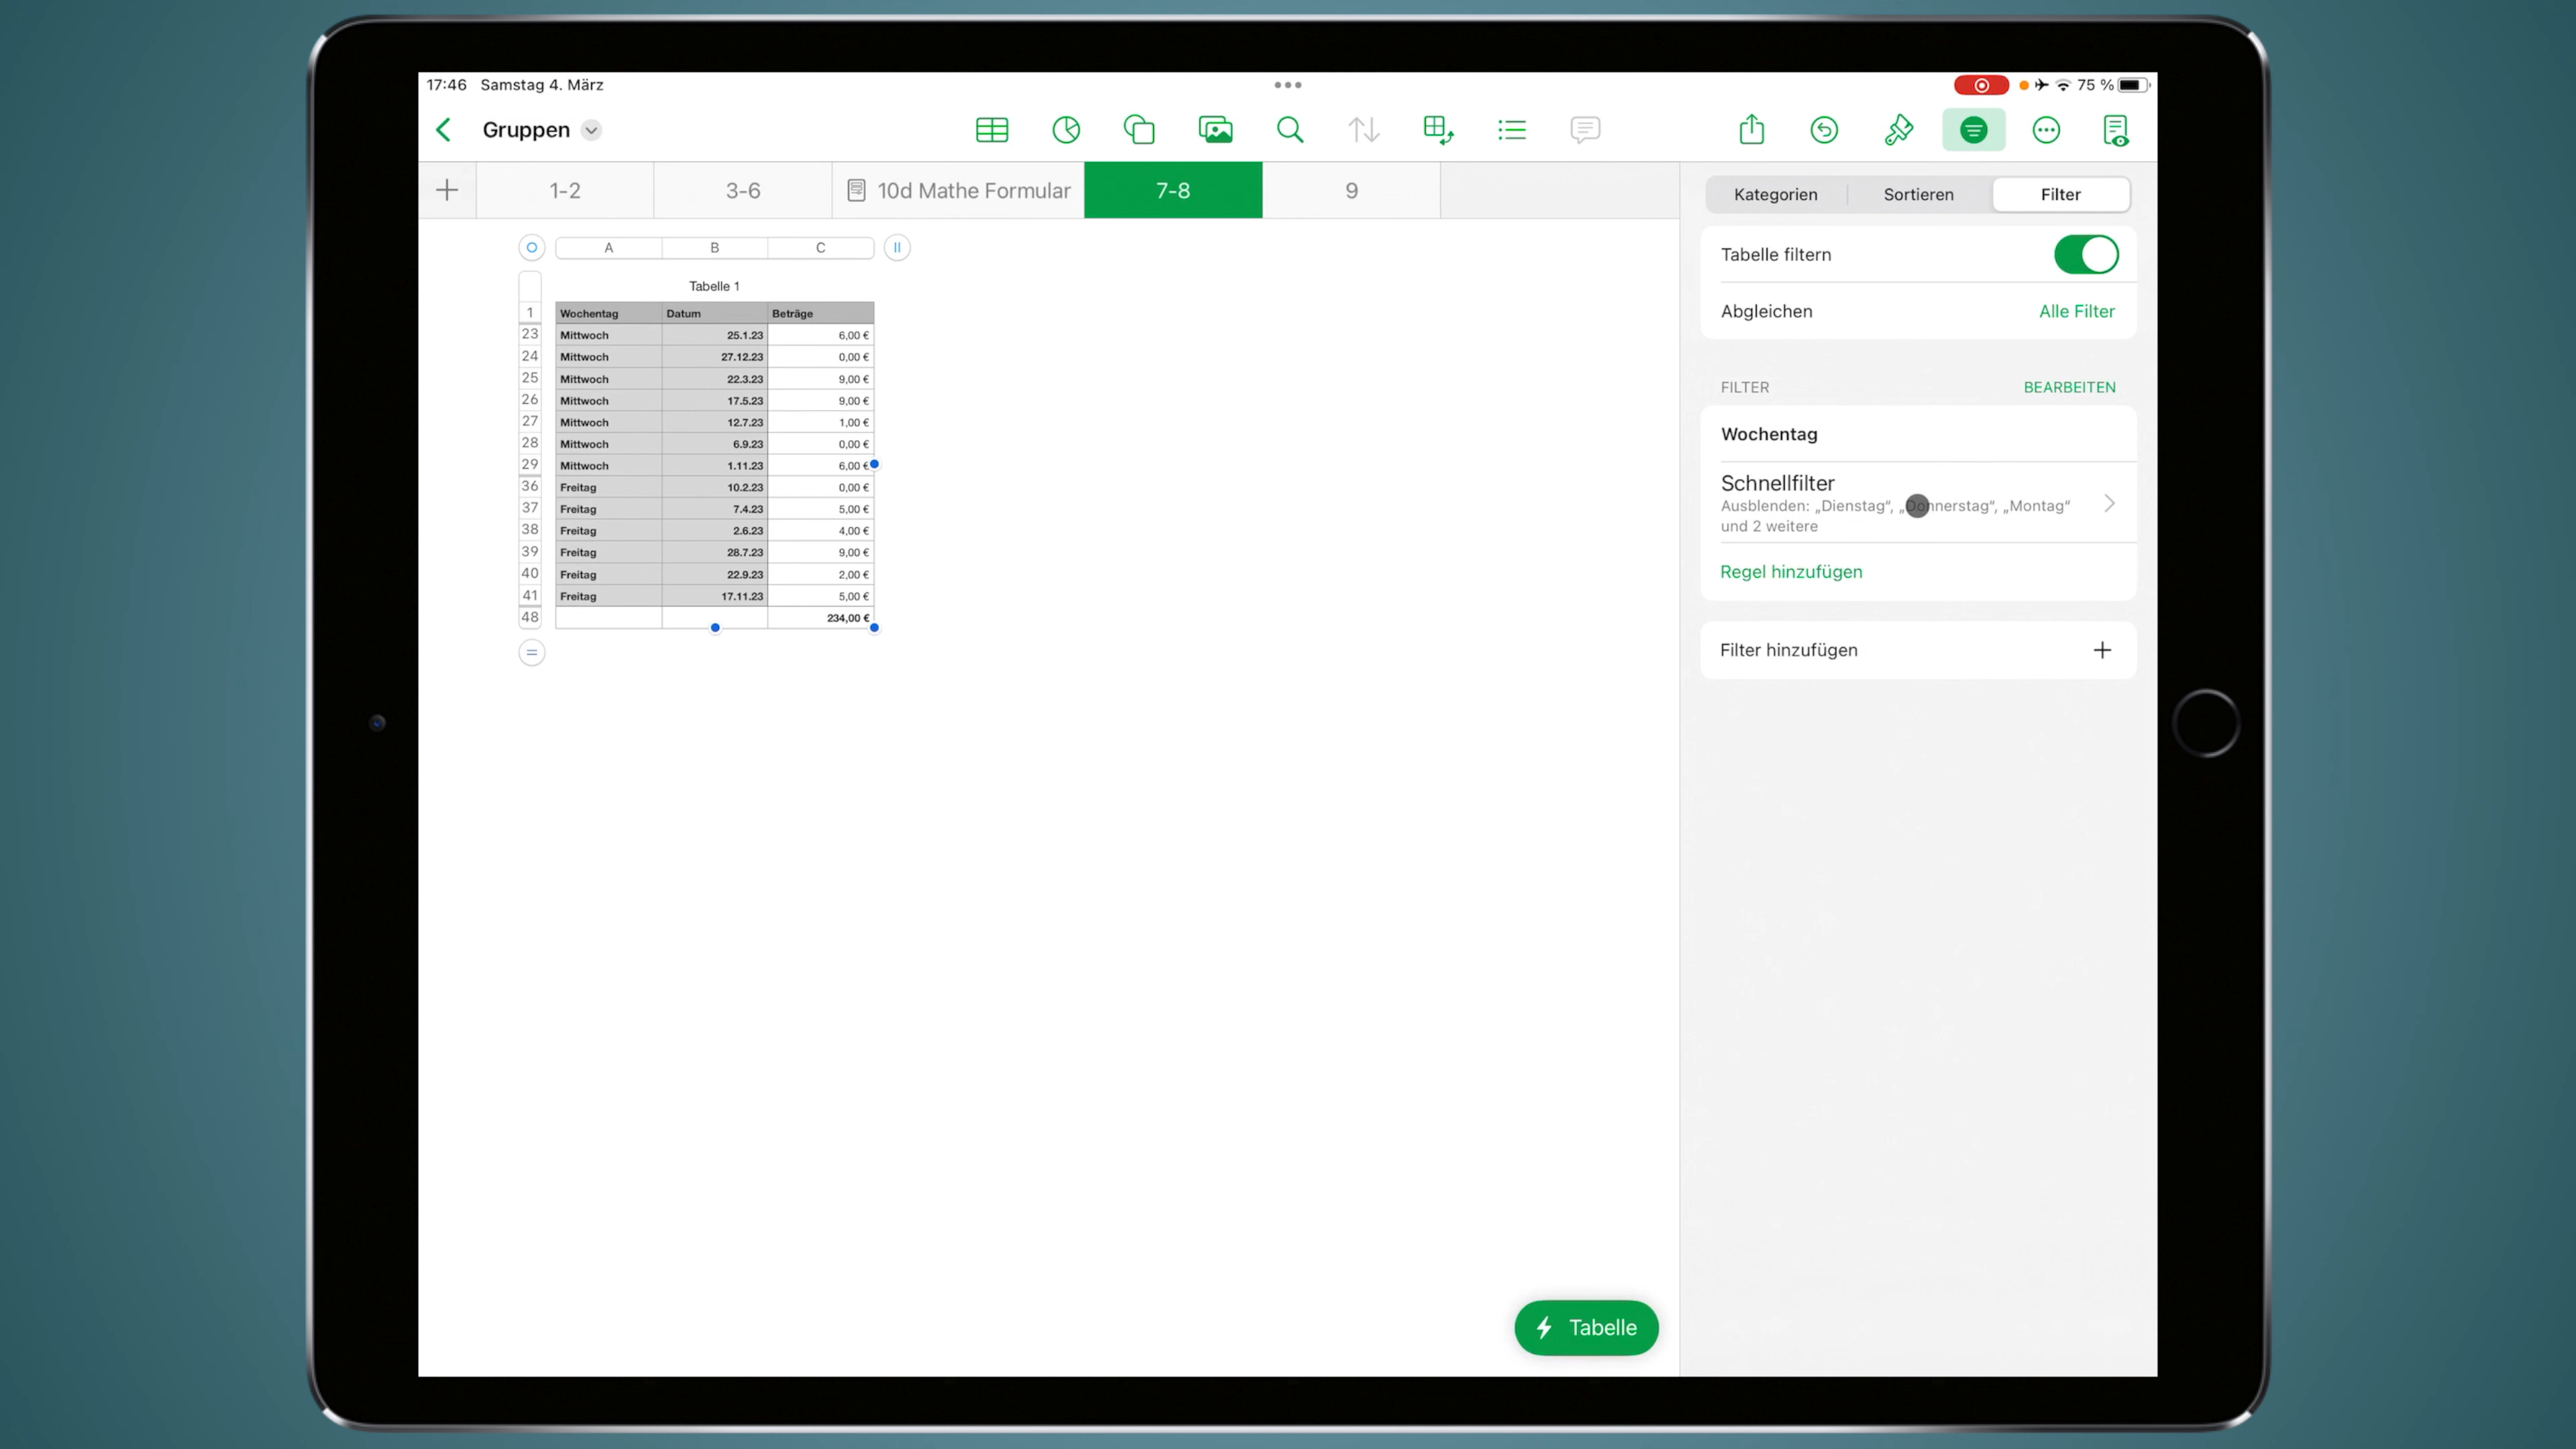 17:46 Samstag 4. März
75 %
Gruppen
1-2
3-6
10d Mathe Formular
7-8
9
A B C
Tabelle 1
1 Wochentag Datum Beträge
23 Mittwoch 25.1.23 6,00 €
24 Mittwoch 27.12.23 0,00 €
25 Mittwoch 22.3.23 9,00 €
26 Mittwoch 17.5.23 9,00 €
27 Mittwoch 12.7.23 1,00 €
28 Mittwoch 6.9.23 0,00 €
29 Mittwoch 1.11.23 6,00 €
36 Freitag 10.2.23 0,00 €
37 Freitag 7.4.23 5,00 €
38 Freitag 2.6.23 4,00 €
39 Freitag 28.7.23 9,00 €
40 Freitag 22.9.23 2,00 €
41 Freitag 17.11.23 5,00 €
48 234,00 €
Kategorien Sortieren Filter
Tabelle filtern
Abgleichen Alle Filter
FILTER BEARBEITEN
Wochentag
Schnellfilter
Ausblenden: „Dienstag“, „Donnerstag“, „Montag“
und 2 weitere
Regel hinzufügen
Filter hinzufügen
Tabelle